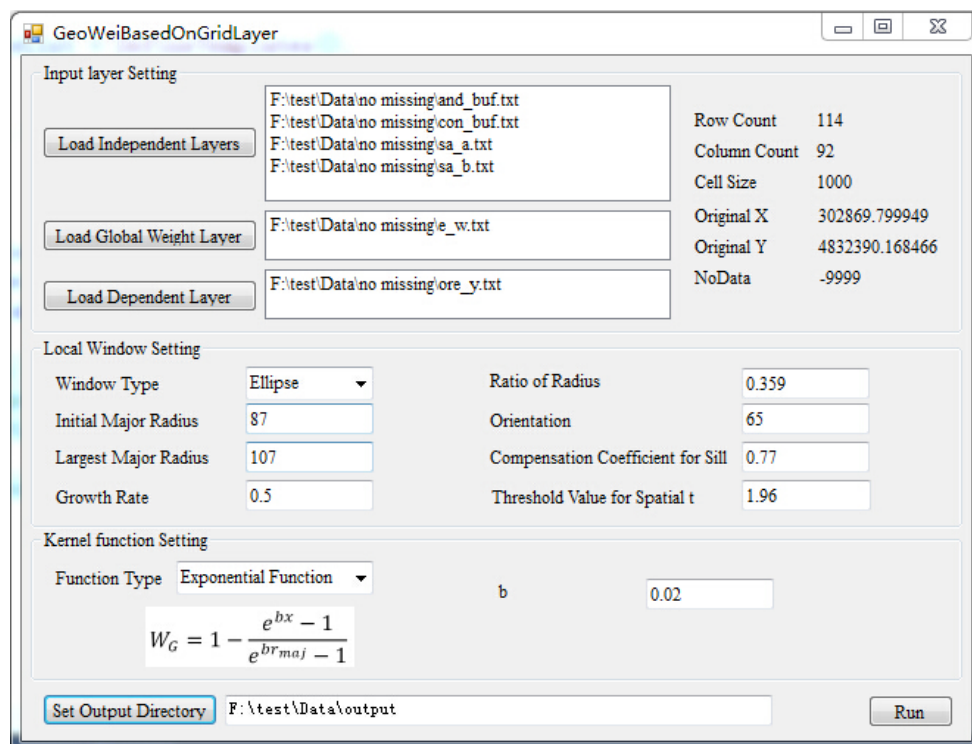 GeoWeiBasedOnGridLayer
Input layer Setting
Load Independent Layers
F:\test\Data\no missing\and_buf.txt
F:\test\Data\no missing\con_buf.txt
F:\test\Data\no missing\sa_a.txt
F:\test\Data\no missing\sa_b.txt
Load Global Weight Layer
F:\test\Data\no missing\e_w.txt
Load Dependent Layer
F:\test\Data\no missing\ore_y.txt
Row Count 114
Column Count 92
Cell Size 1000
Original X 302869.799949
Original Y 4832390.168466
NoData -9999
Local Window Setting
Window Type Ellipse
Initial Major Radius 87
Largest Major Radius 107
Growth Rate 0.5
Ratio of Radius 0.359
Orientation 65
Compensation Coefficient for Sill 0.77
Threshold Value for Spatial t 1.96
Kernel function Setting
Function Type Exponential Function
b 0.02
W_G = 1 - \frac{e^{bx} - 1}{e^{br_{maj}} - 1}
Set Output Directory F:\test\Data\output
Run